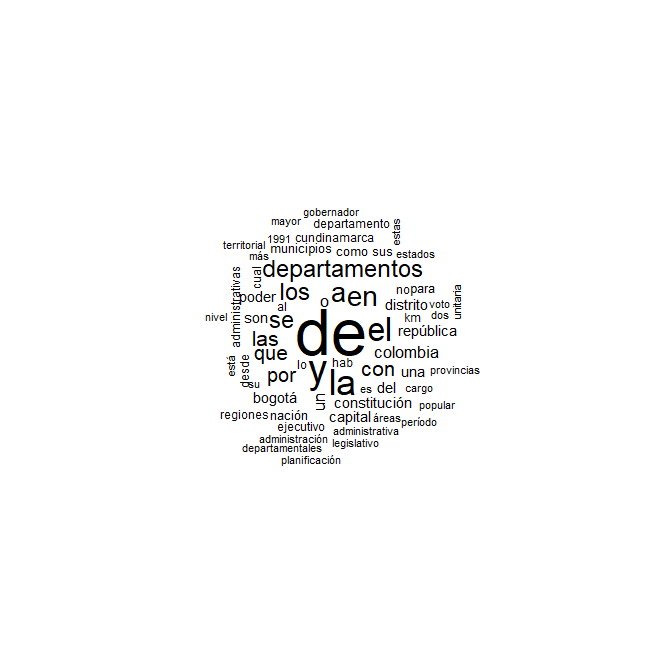 gobernador
mayor departamento estas
1991 cundinamarca
territorial municipios como sus estados
más
cual departamentos
administrativas poder los a en no para unitaria
o distrito voto
al
nivel son se de el km dos
república
las
que y hab colombia
está desde lo por la con una provincias
su es del cargo
bogotá un constitución popular
regiones nación capital áreas período
ejecutivo administrativa
administración legislativo
departamentales
planificación